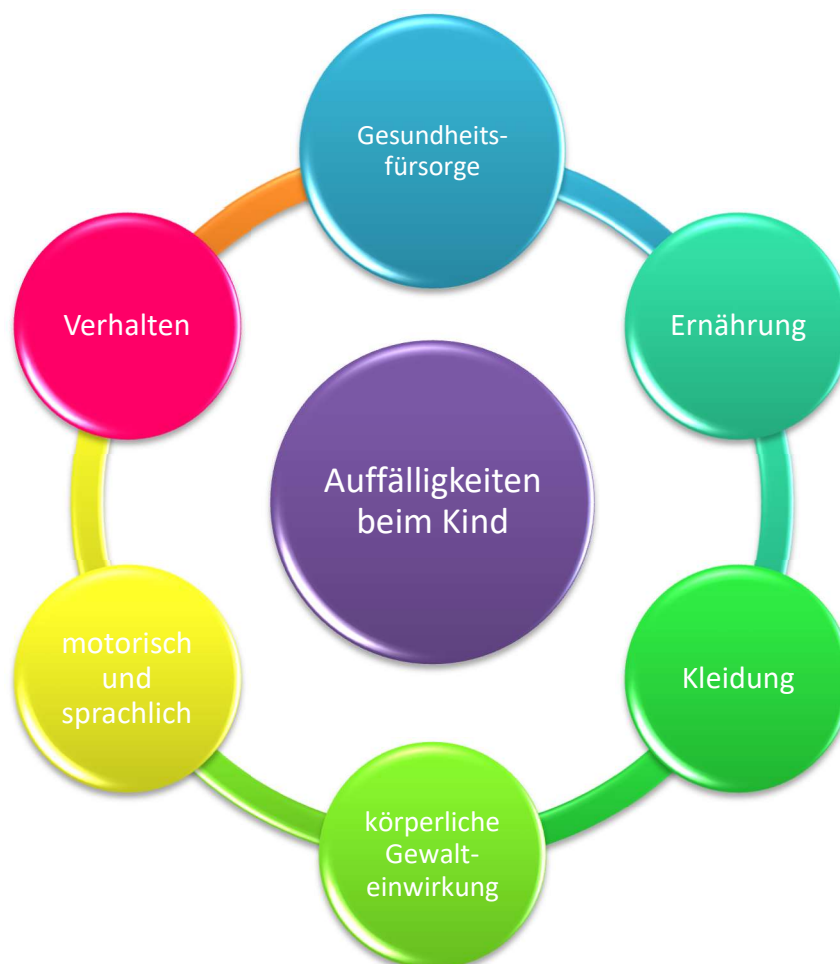 Gesundheits-
fürsorge
Verhalten
Ernährung
Auffälligkeiten
beim Kind
motorisch
und
sprachlich
Kleidung
körperliche
Gewalt-
einwirkung